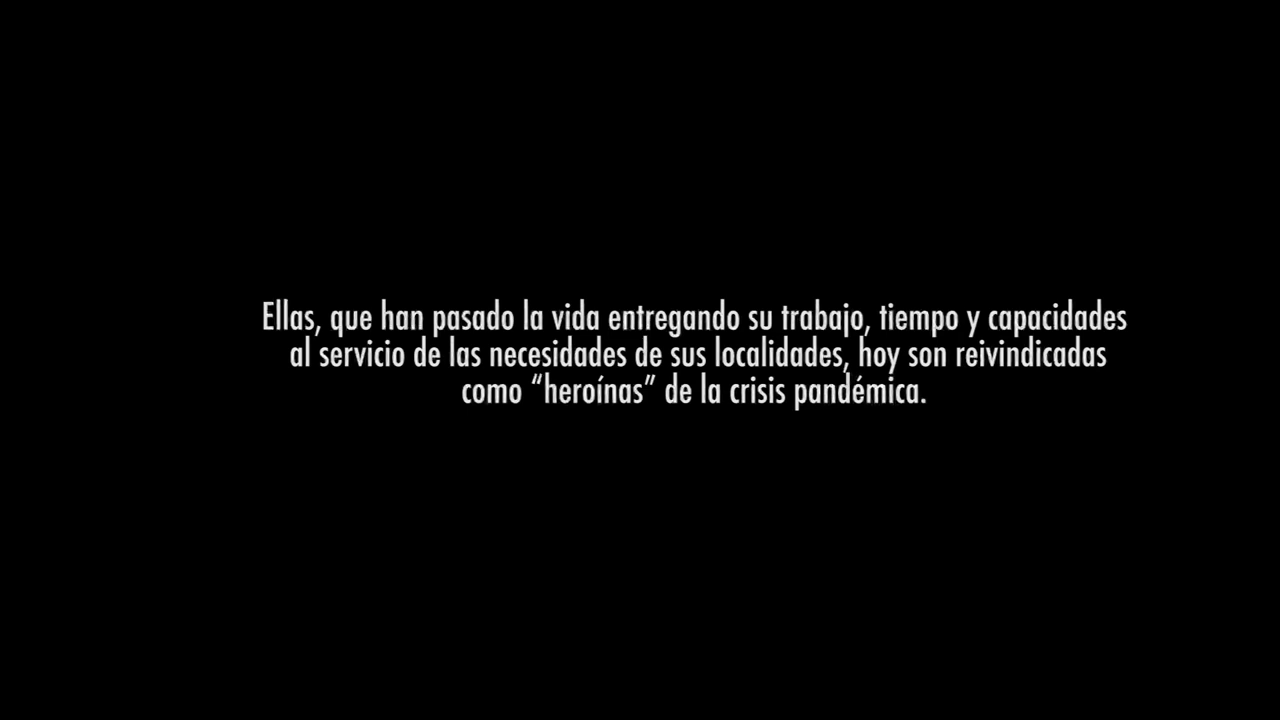 Ellas, que han pasado la vida entregando su trabajo, tiempo y capacidades
al servicio de las necesidades de sus localidades, hoy son reivindicadas
como “heroínas” de la crisis pandémica.